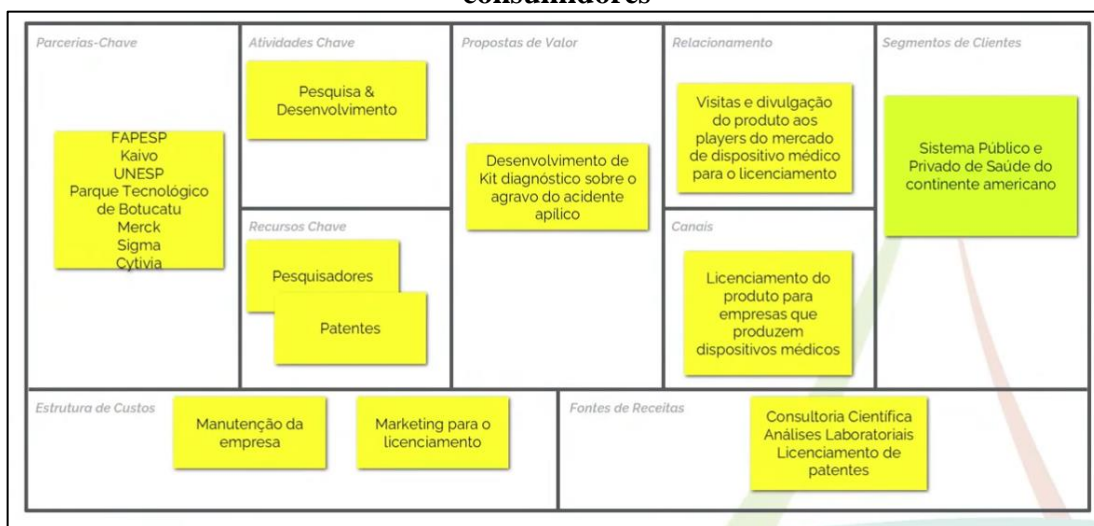 consumidores
Parcerias-Chave
FAPESP
Kaivo
UNESP
Parque Tecnológico
de Botucatu
Merck
Sigma
Cytivia
Atividades Chave
Pesquisa &
Desenvolvimento
Recursos Chave
Pesquisadores
Patentes
Propostas de Valor
Desenvolvimento de
Kit diagnóstico sobre o
agravo do acidente
apílico
Relacionamento
Visitas e divulgação
do produto aos
players do mercado
de dispositivo médico
para o licenciamento
Canais
Licenciamento do
produto para
empresas que
produzem
dispositivos médicos
Segmentos de Clientes
Sistema Público e
Privado de Saúde do
continente americano
Estrutura de Custos
Manutenção da
empresa
Marketing para o
licenciamento
Fontes de Receitas
Consultoria Científica
Análises Laboratoriais
Licenciamento de
patentes